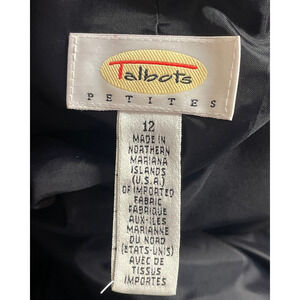 Talbots
PETITES
12
MADE IN
NORTHERN
MARIANA
ISLANDS
(U.S.A.)
OF IMPORTED
FABRIC
FABRIQUE
AUX-ILES
MARIANNE
DU NORD
(ETATS-UNIS)
AVEC DE
TISSUS
IMPORTES